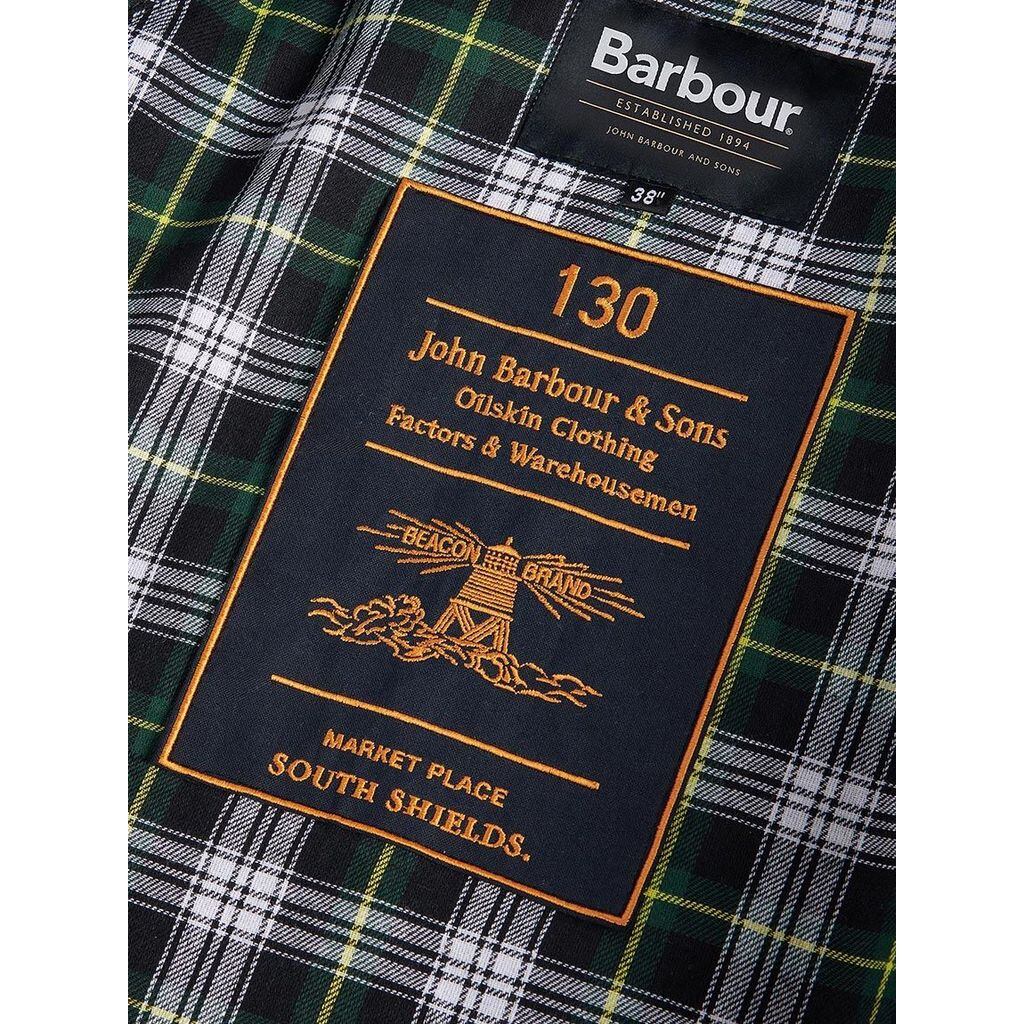 Barbour®
ESTABLISHED 1894
JOHN BARBOUR AND SONS
38"
130
John Barbour & Sons
Oilskin Clothing
Factors & Warehousemen
BEACON BRAND
MARKET PLACE
SOUTH SHIELDS.